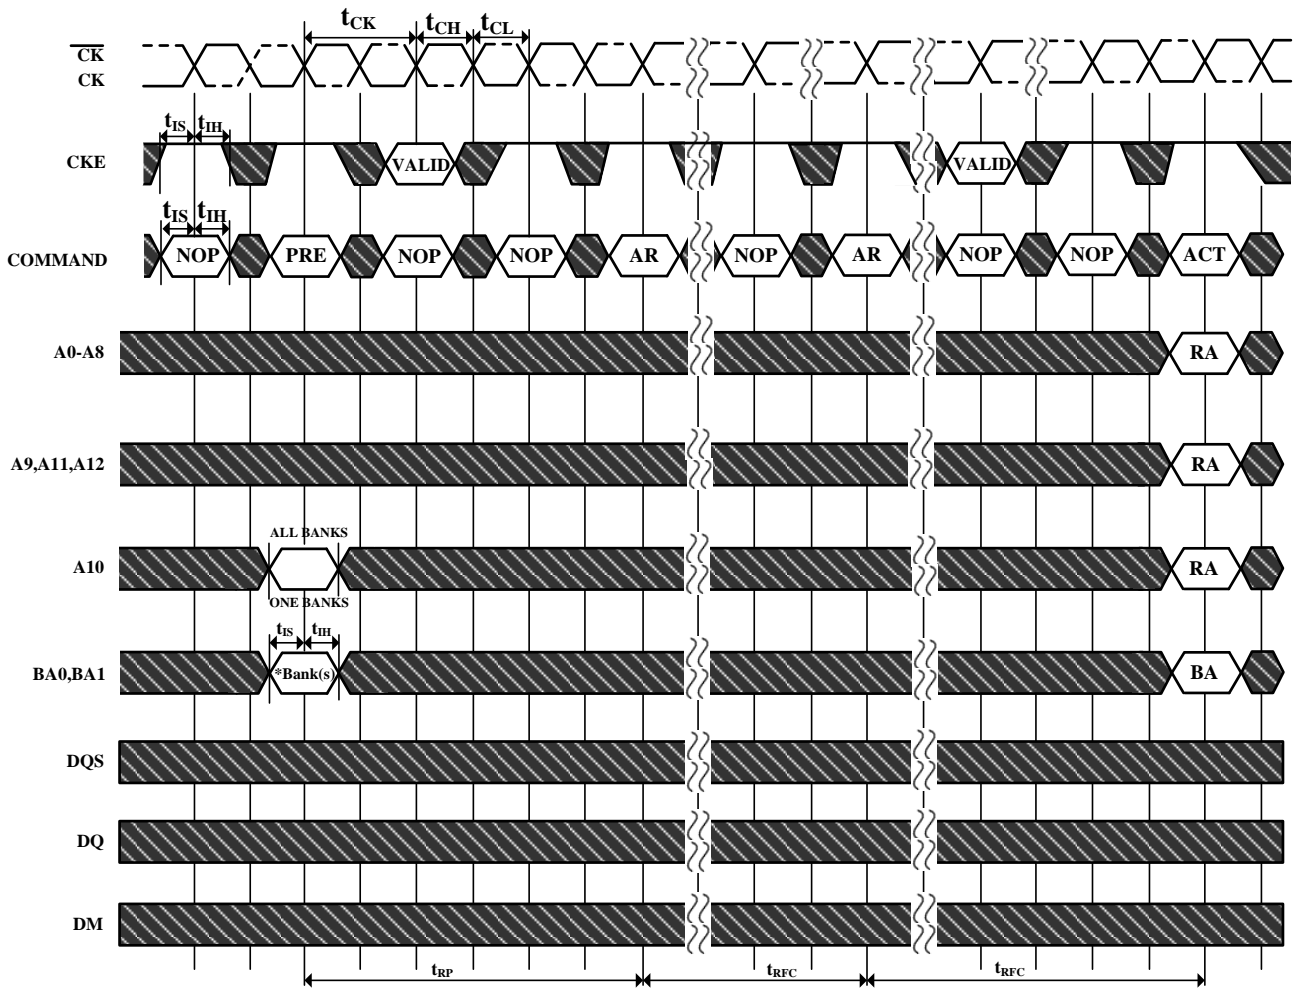 tCK tCH tCL
CK
CK
tIS tIH
CKE VALID VALID
tIS tIH
COMMAND NOP PRE NOP NOP AR NOP AR NOP NOP ACT
A0-A8 RA
A9,A11,A12 RA
ALL BANKS
A10 RA
ONE BANKS
tIS tIH
BA0,BA1 *Bank(s) BA
DQS
DQ
DM
tRP tRFC tRFC